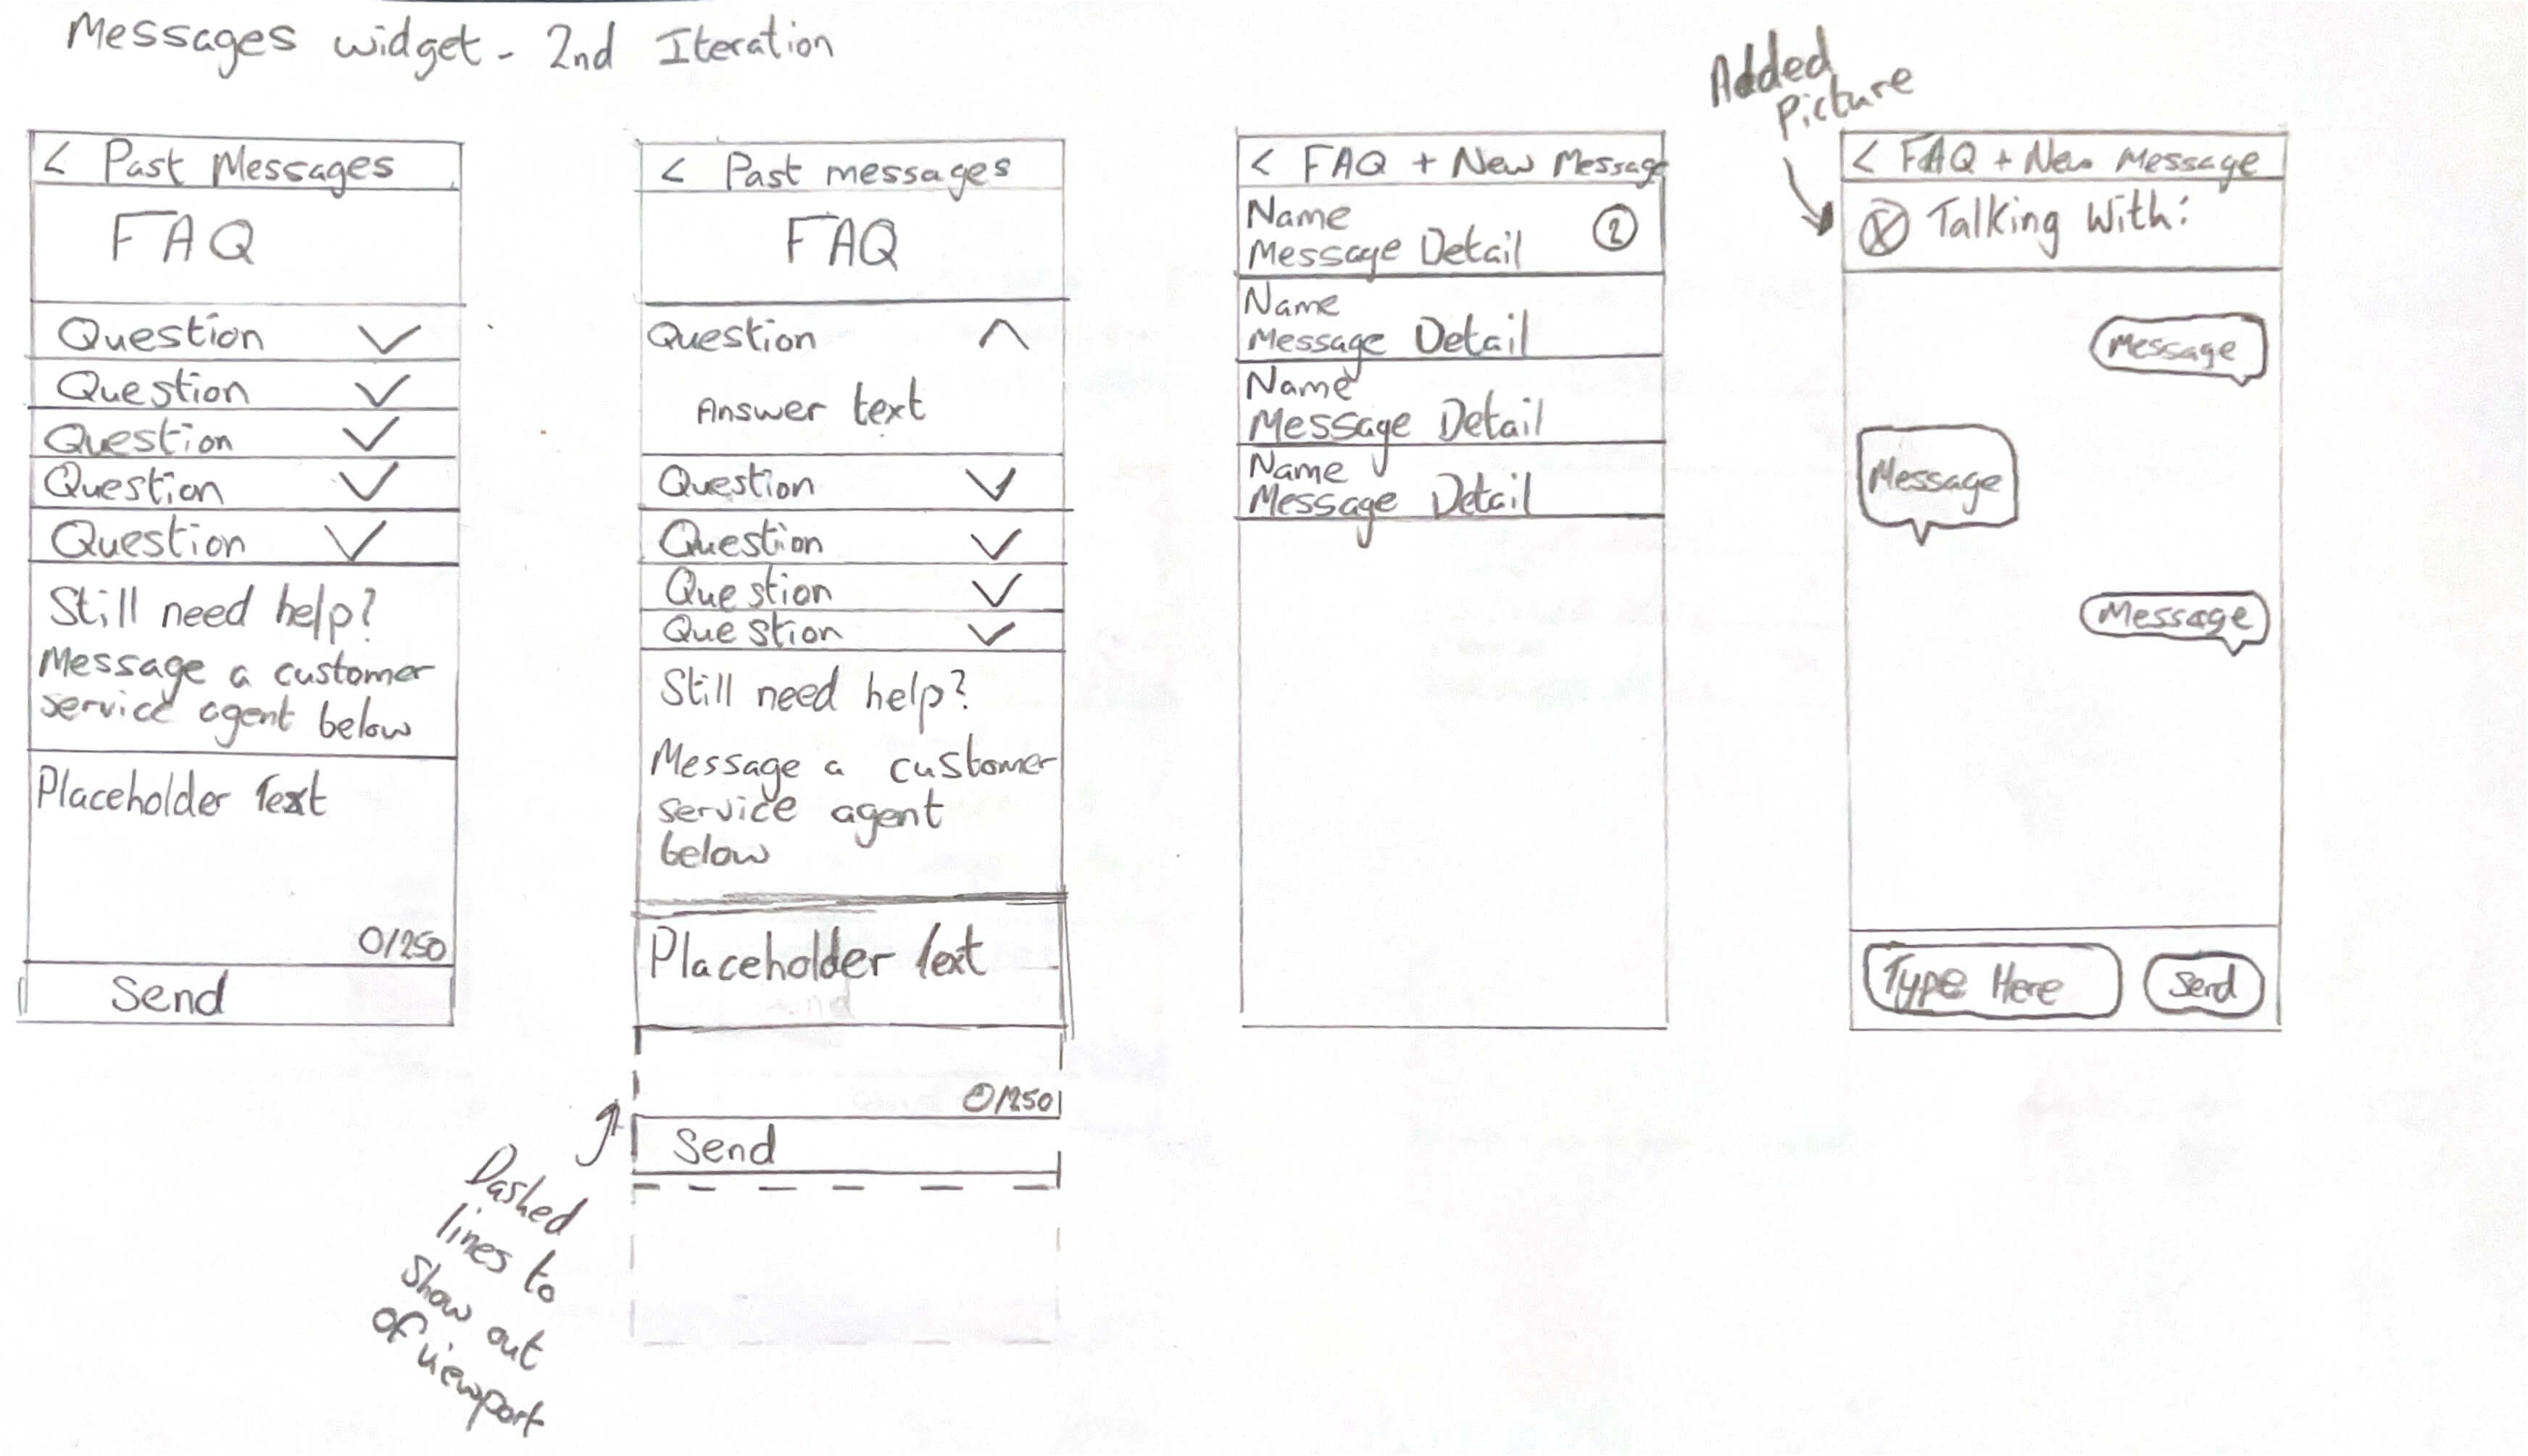 Messages widget - 2nd Iteration
Added
Picture
< Past Messages
FAQ
Question
Question
Question
Question
Question
Still need help?
Message a customer
service agent below
Placeholder Text
0/250
Send
< Past messages
FAQ
Question
Answer text
Question
Question
Question
Question
Still need help?
Message a customer
service agent
below
Placeholder Text
0/250
Send
Dashed
lines to
Show out
of viewport
< FAQ + New Message
Name
Message Detail
2
Name
Message Detail
Name
Message Detail
Name
Message Detail
< FAQ + New Message
Talking With:
Message
Message
Message
Type Here
Send